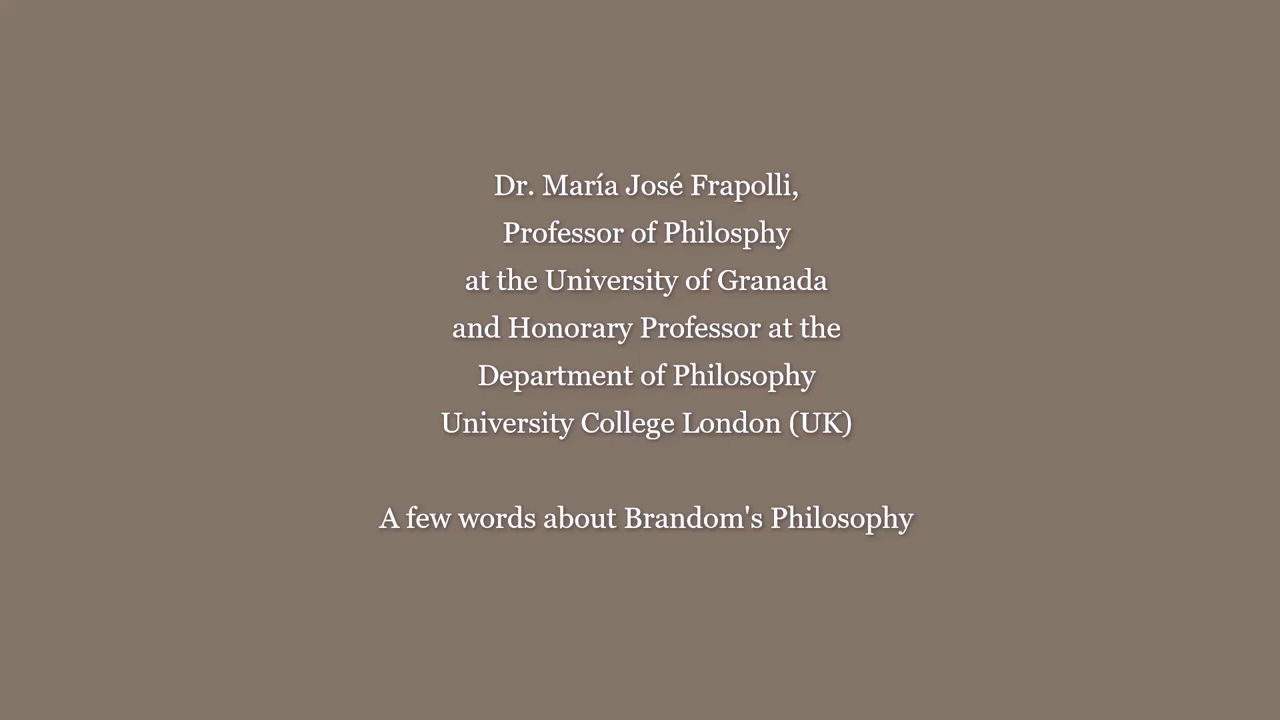 Dr. María José Frapolli,
Professor of Philosphy
at the University of Granada
and Honorary Professor at the
Department of Philosophy
University College London (UK)
A few words about Brandom's Philosophy